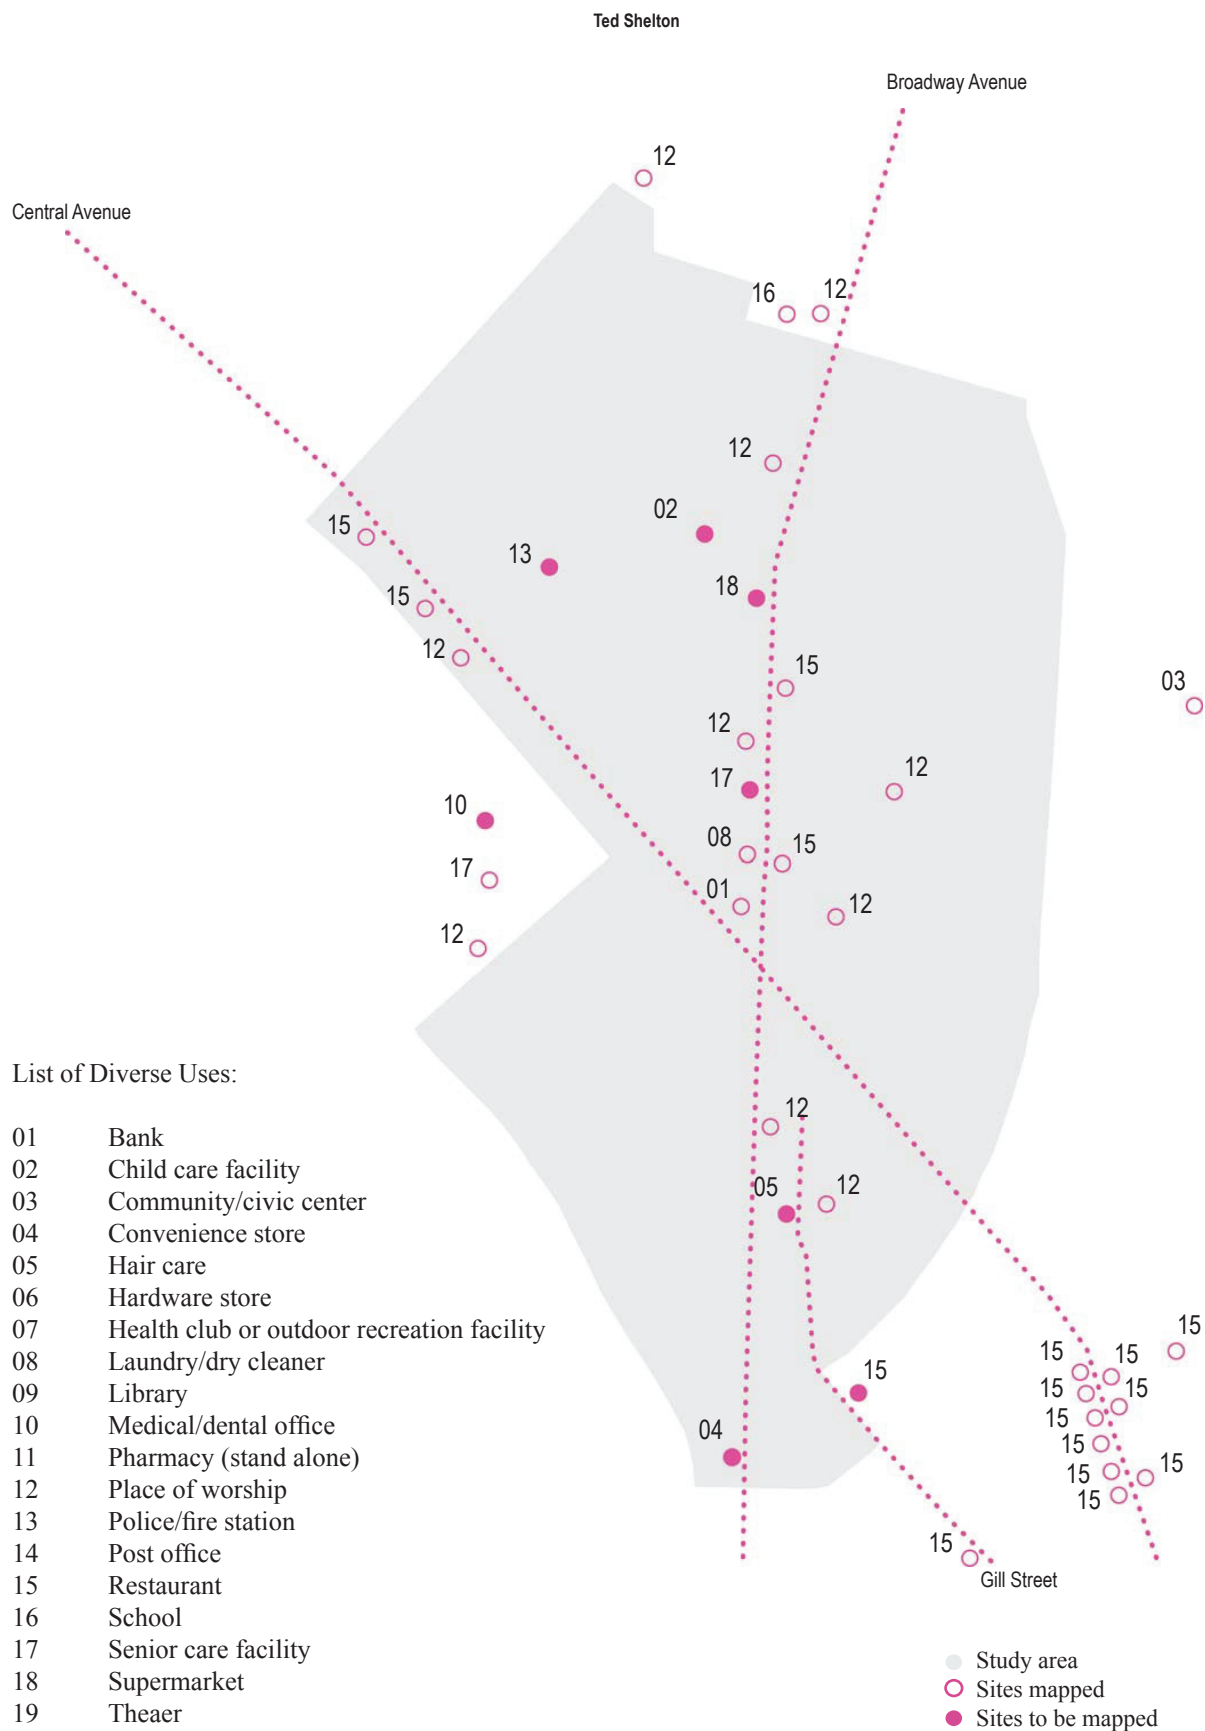 Ted Shelton
Broadway Avenue
12
Central Avenue
16
12
12
02
15
13
18
15
12
15
03
12
12
17
10
08
15
17
01
12
12
12
05
12
15
15
15
15
15
15
15
04
15
15
15
15
15
Gill Street
List of Diverse Uses:
01 Bank
02 Child care facility
03 Community/civic center
04 Convenience store
05 Hair care
06 Hardware store
07 Health club or outdoor recreation facility
08 Laundry/dry cleaner
09 Library
10 Medical/dental office
11 Pharmacy (stand alone)
12 Place of worship
13 Police/fire station
14 Post office
15 Restaurant
16 School
17 Senior care facility
18 Supermarket
19 Theaer
Study area
Sites mapped
Sites to be mapped